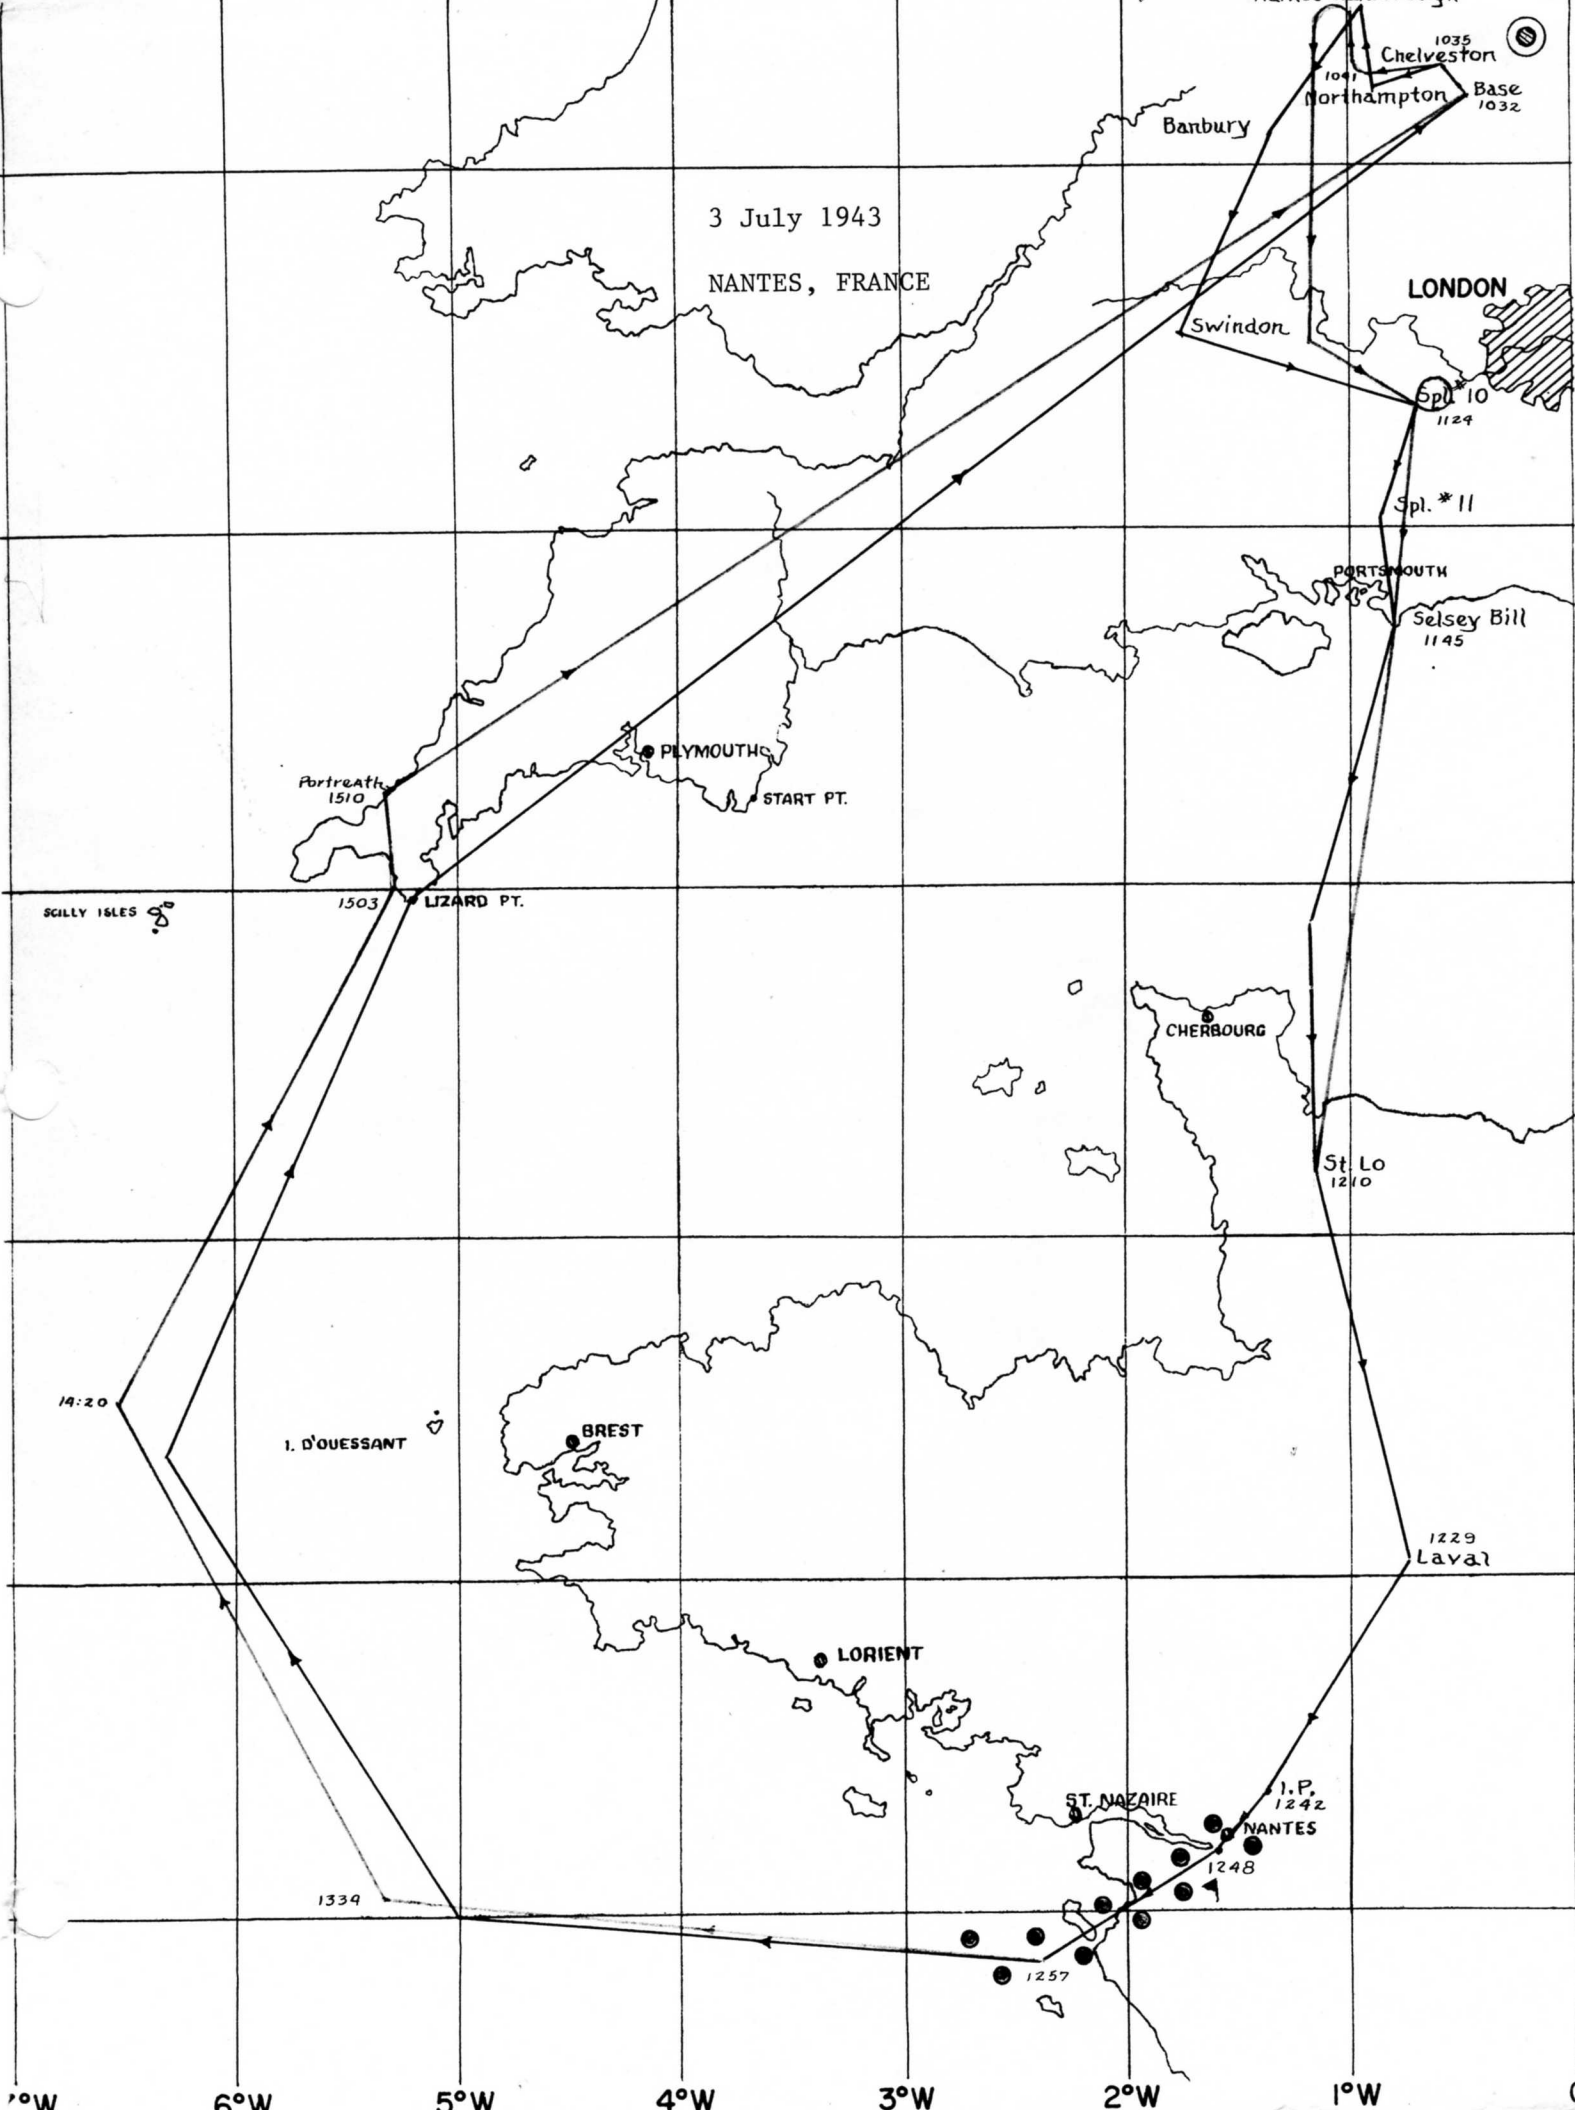 1035
Chelveston
1041
Northampton
Base
1032
Banbury
3 July 1943
NANTES, FRANCE
LONDON
Swindon
Spl. #10
1124
Spl. #11
PORTSMOUTH
Selsey Bill
1145
PLYMOUTH
START PT.
Portreath
1510
1503
LIZARD PT.
SCILLY ISLES
CHERBOURG
St. Lo
1210
14:20
I. D'OUESSANT
BREST
1229
Laval
LORIENT
I.P.
1242
ST. NAZAIRE
NANTES
1248
1334
1257
6°W
5°W
4°W
3°W
2°W
1°W